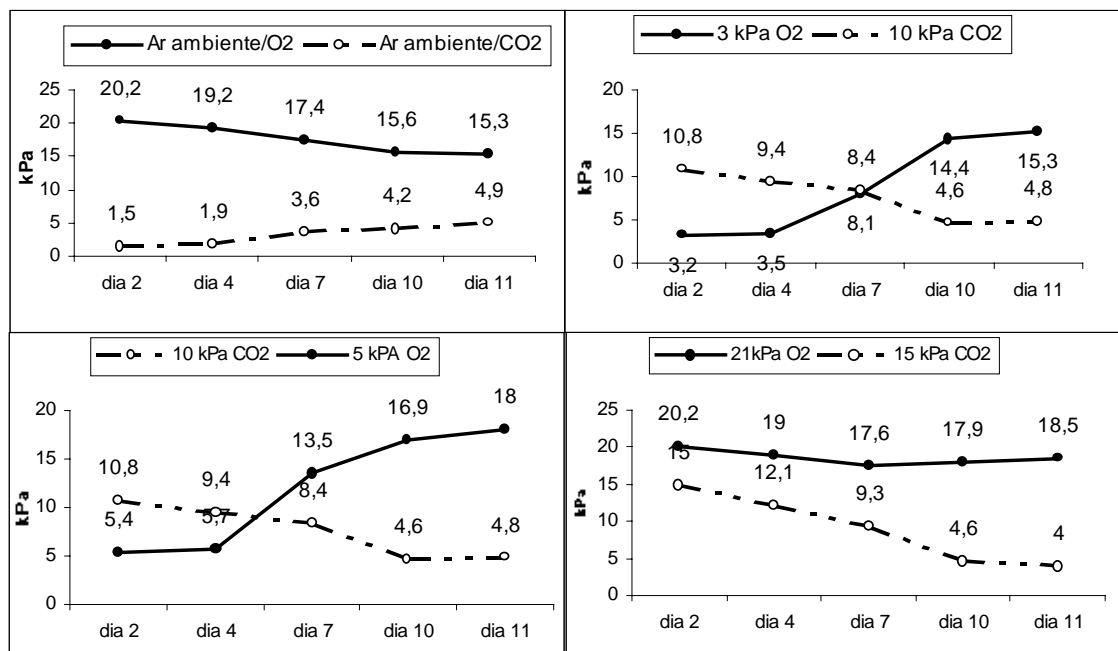 Ar ambiente/O2 Ar ambiente/CO2
20,2 19,2 17,4 15,6 15,3
1,5 1,9 3,6 4,2 4,9
25
20
15
10
5
0
kPa
dia 2 dia 4 dia 7 dia 10 dia 11
3 kPa O2 10 kPa CO2
10,8 9,4 8,4 4,6 4,8
3,2 3,5 8,1 14,4 15,3
20
15
10
5
0
kPa
dia 2 dia 4 dia 7 dia 10 dia 11
10 kPa CO2 5 kPA O2
10,8 9,4 8,4 4,6 4,8
5,4 5,7 13,5 16,9 18
20
15
10
5
0
kPa
dia 2 dia 4 dia 7 dia 10 dia 11
21kPa O2 15 kPa CO2
20,2 19 17,6 17,9 18,5
15 12,1 9,3 4,6 4
25
20
15
10
5
0
kPa
dia 2 dia 4 dia 7 dia 10 dia 11